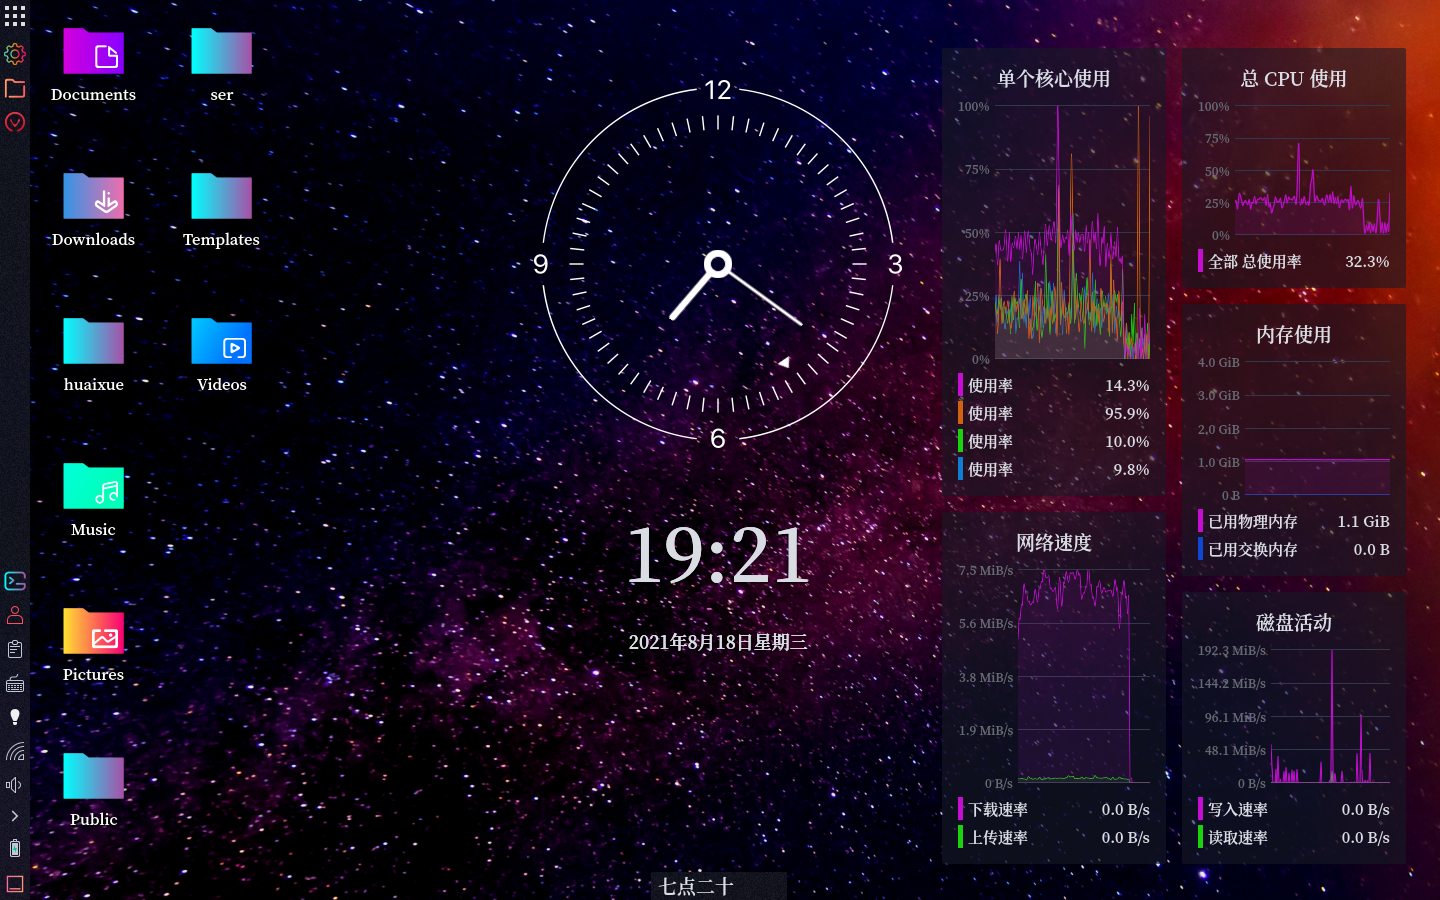 Documents
ser
Downloads
Templates
huaixue
Videos
Music
Pictures
Public
12
9
3
6
19:21
2021年8月18日星期三
七点二十
单个核心使用
100%
75%
50%
25%
0%
使用率 14.3%
使用率 95.9%
使用率 10.0%
使用率 9.8%
网络速度
7.5 MiB/s
5.6 MiB/s
3.8 MiB/s
1.9 MiB/s
0 B/s
下载速率 0.0 B/s
上传速率 0.0 B/s
总 CPU 使用
100%
75%
50%
25%
0%
全部 总使用率 32.3%
内存使用
4.0 GiB
3.0 GiB
2.0 GiB
1.0 GiB
0 B
已用物理内存 1.1 GiB
已用交换内存 0.0 B
磁盘活动
192.3 MiB/s
144.2 MiB/s
96.1 MiB/s
48.1 MiB/s
0 B/s
写入速率 0.0 B/s
读取速率 0.0 B/s